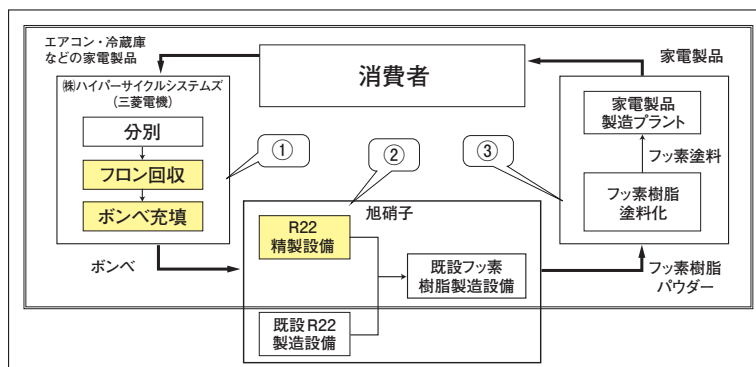 エアコン・冷蔵庫
などの家電製品
消費者
家電製品
㈱ハイパーサイクルシステムズ
(三菱電機)
分別
フロン回収
ボンベ充填
①
②
③
家電製品
製造プラント
フッ素塗料
フッ素樹脂
塗料化
旭硝子
R22
精製設備
既設フッ素
樹脂製造設備
既設R22
製造設備
ボンベ
フッ素樹脂
パウダー